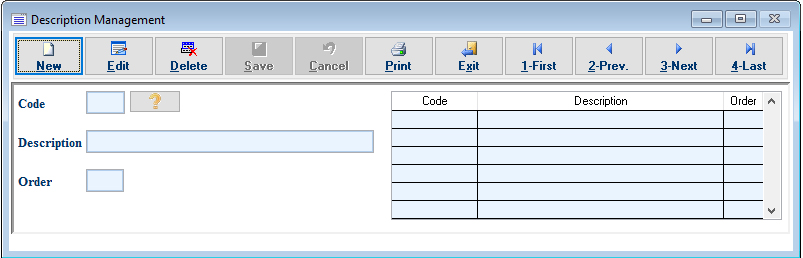 Description Management
New Edit Delete Save Cancel Print Exit 1-First 2-Prev. 3-Next 4-Last
Code ? Code Description Order
Description
Order